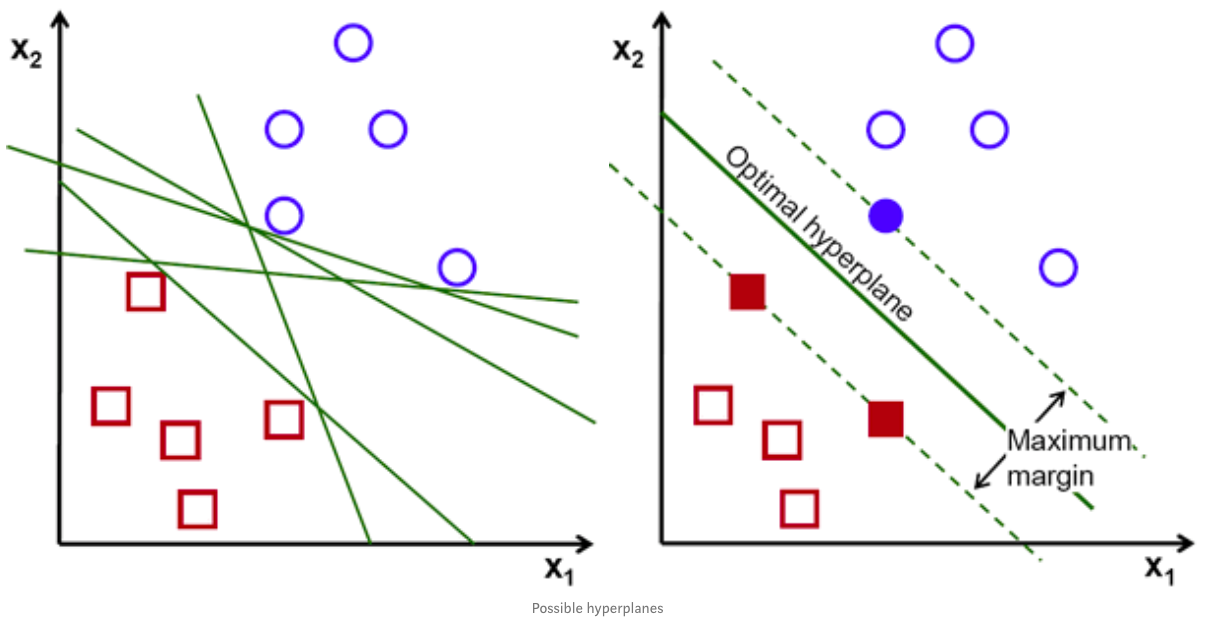 x₂
x₁
x₂
Optimal hyperplane
Maximum
margin
x₁
Possible hyperplanes